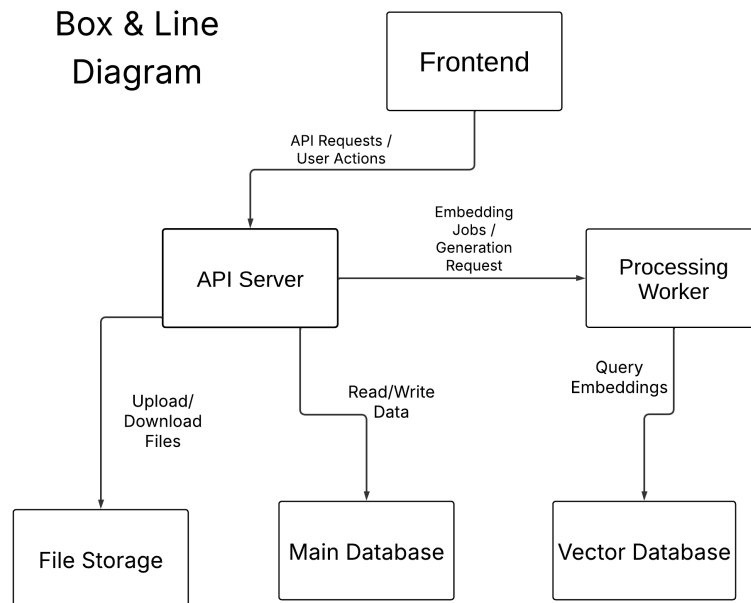 Box & Line
Diagram
Frontend
API Requests /
User Actions
Embedding
Jobs /
Generation
Request
API Server
Processing
Worker
Upload/
Download
Files
Read/Write
Data
Query
Embeddings
File Storage
Main Database
Vector Database